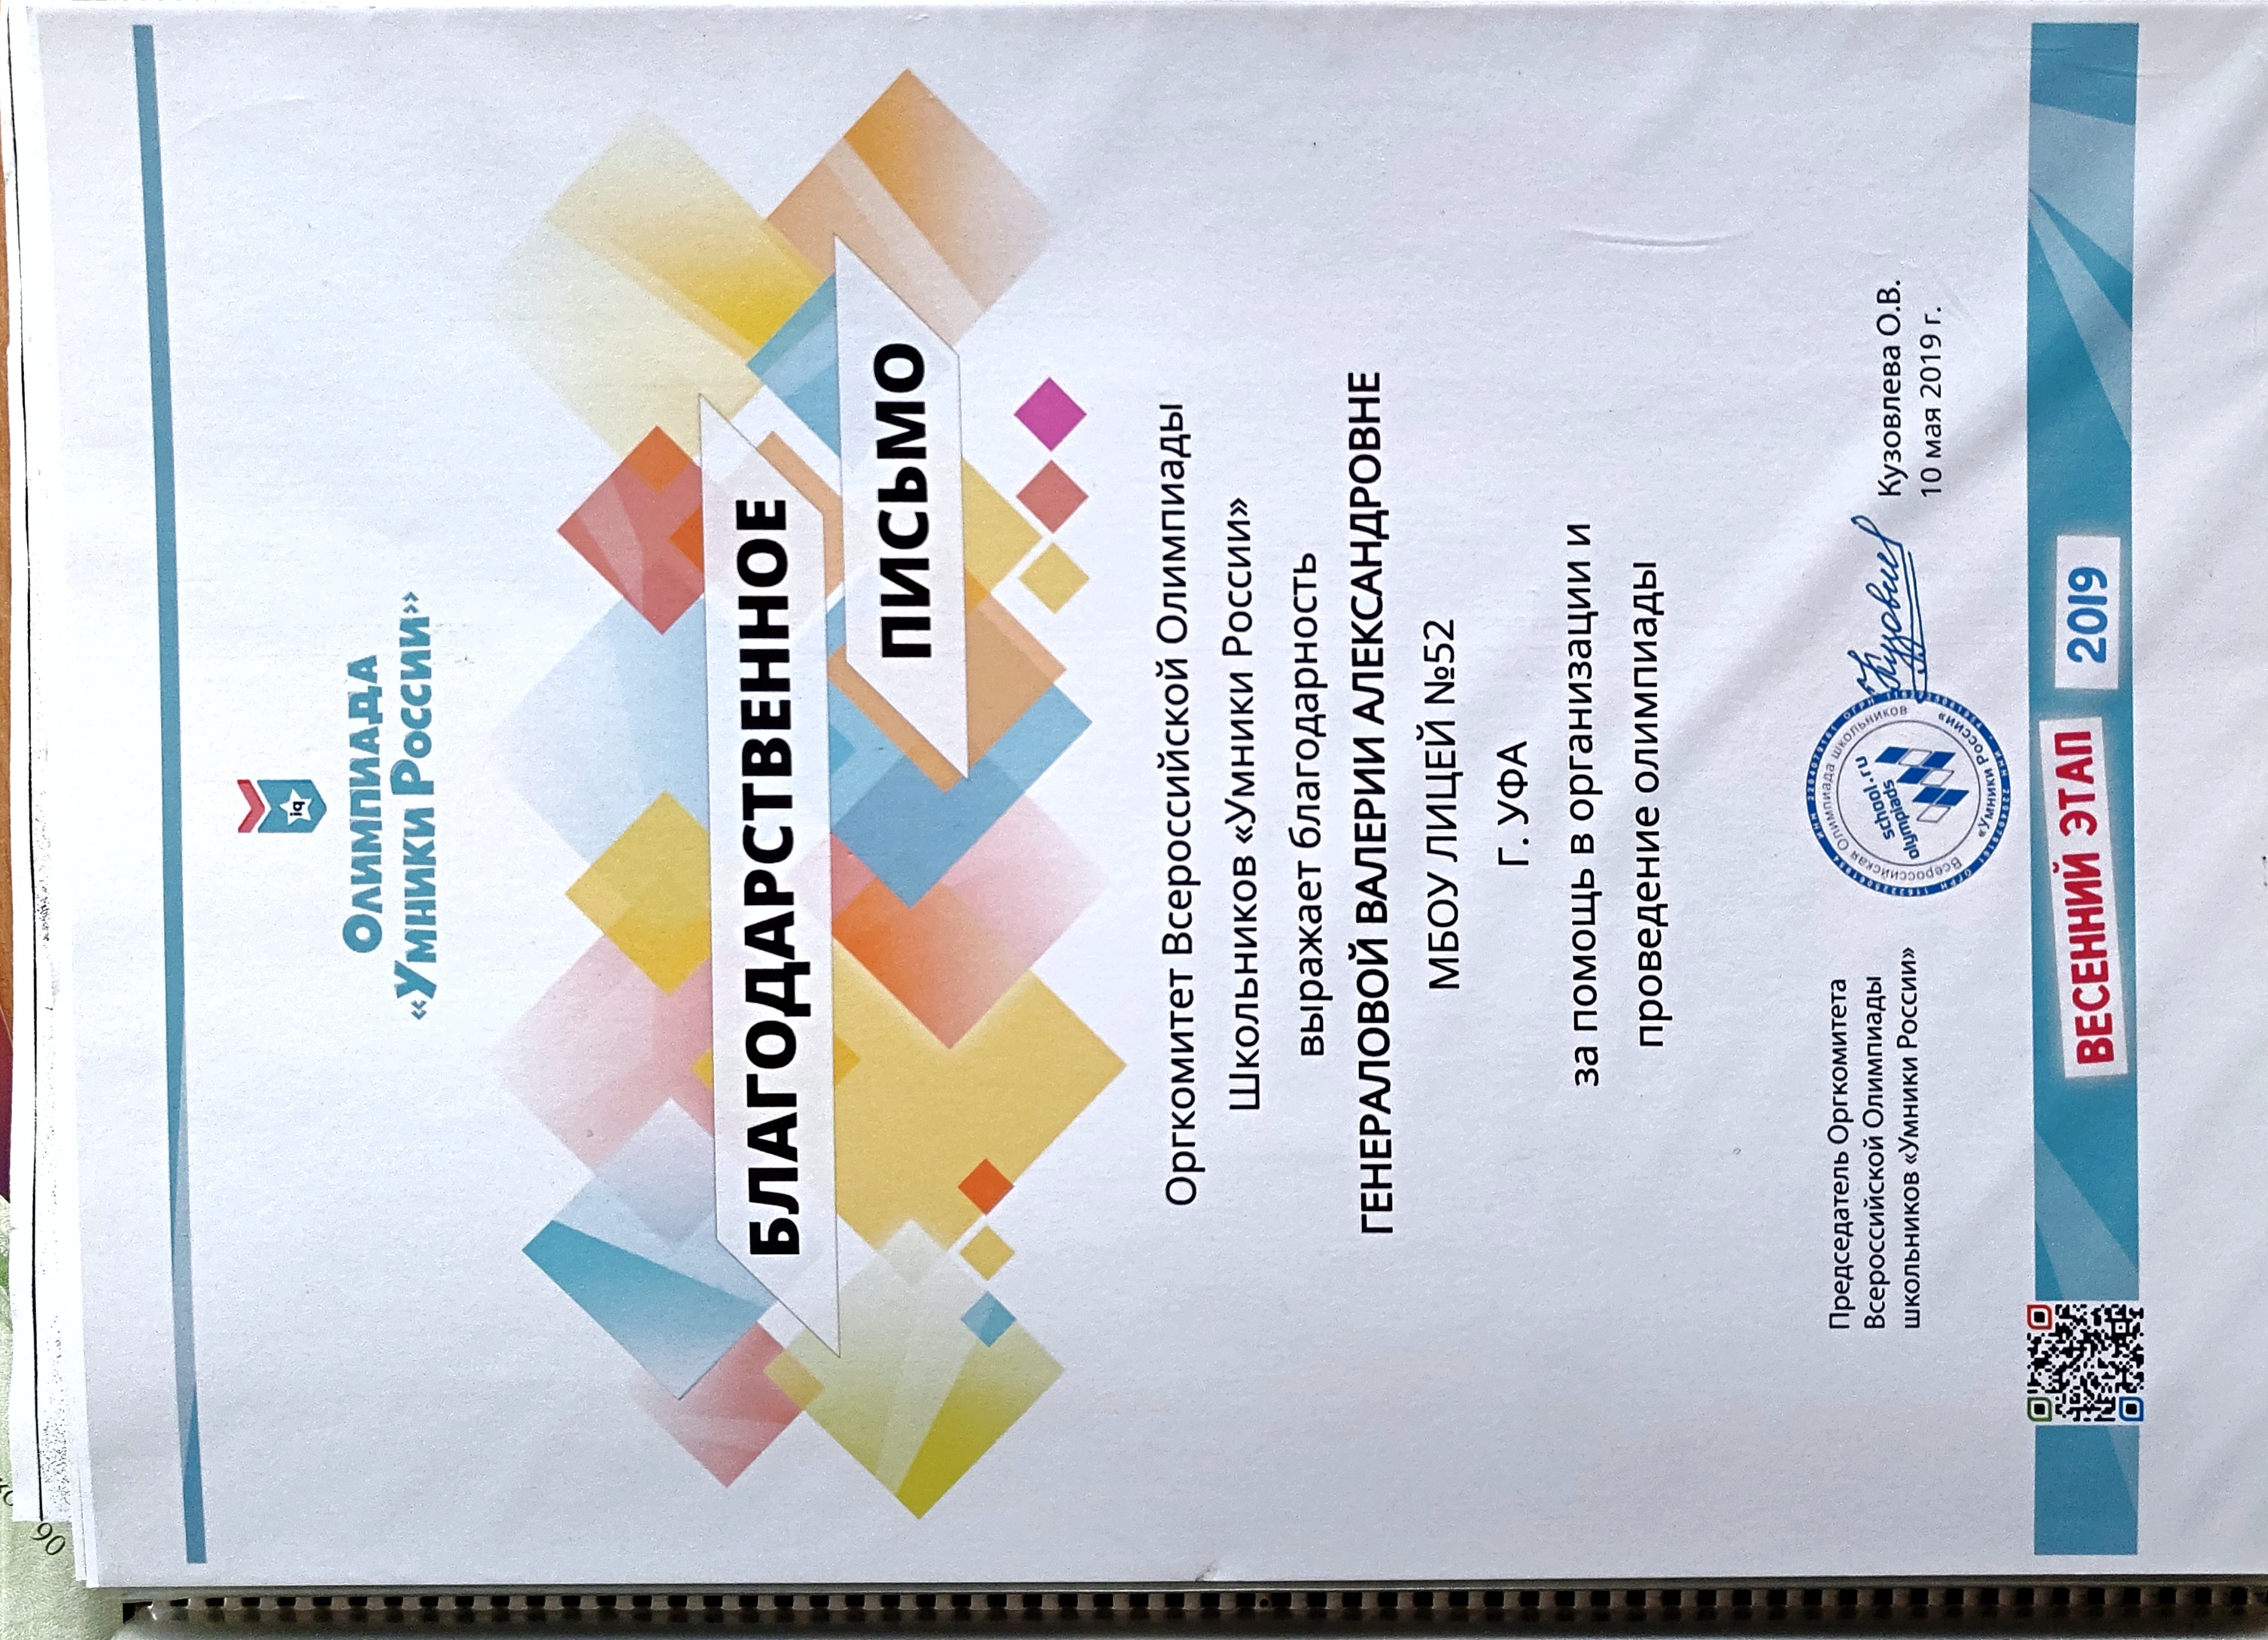 06
iq
Олимпиада
«Умники России»
БЛАГОДАРСТВЕННОЕ
ПИСЬМО
Оргкомитет Всероссийской Олимпиады
Школьников «Умники России»
выражает благодарность
ГЕНЕРАЛОВОЙ ВАЛЕРИИ АЛЕКСАНДРОВНЕ
МБОУ ЛИЦЕЙ №52
Г. УФА
за помощь в организации и
проведение олимпиады
Председатель Оргкомитета
Всероссийской Олимпиады
школьников «Умники России»
Всероссийская Олимпиада школьников
school.ru
olympiads
«Умники России»
Кузовлева О.В.
10 мая 2019 г.
ВЕСЕННИЙ ЭТАП 2019